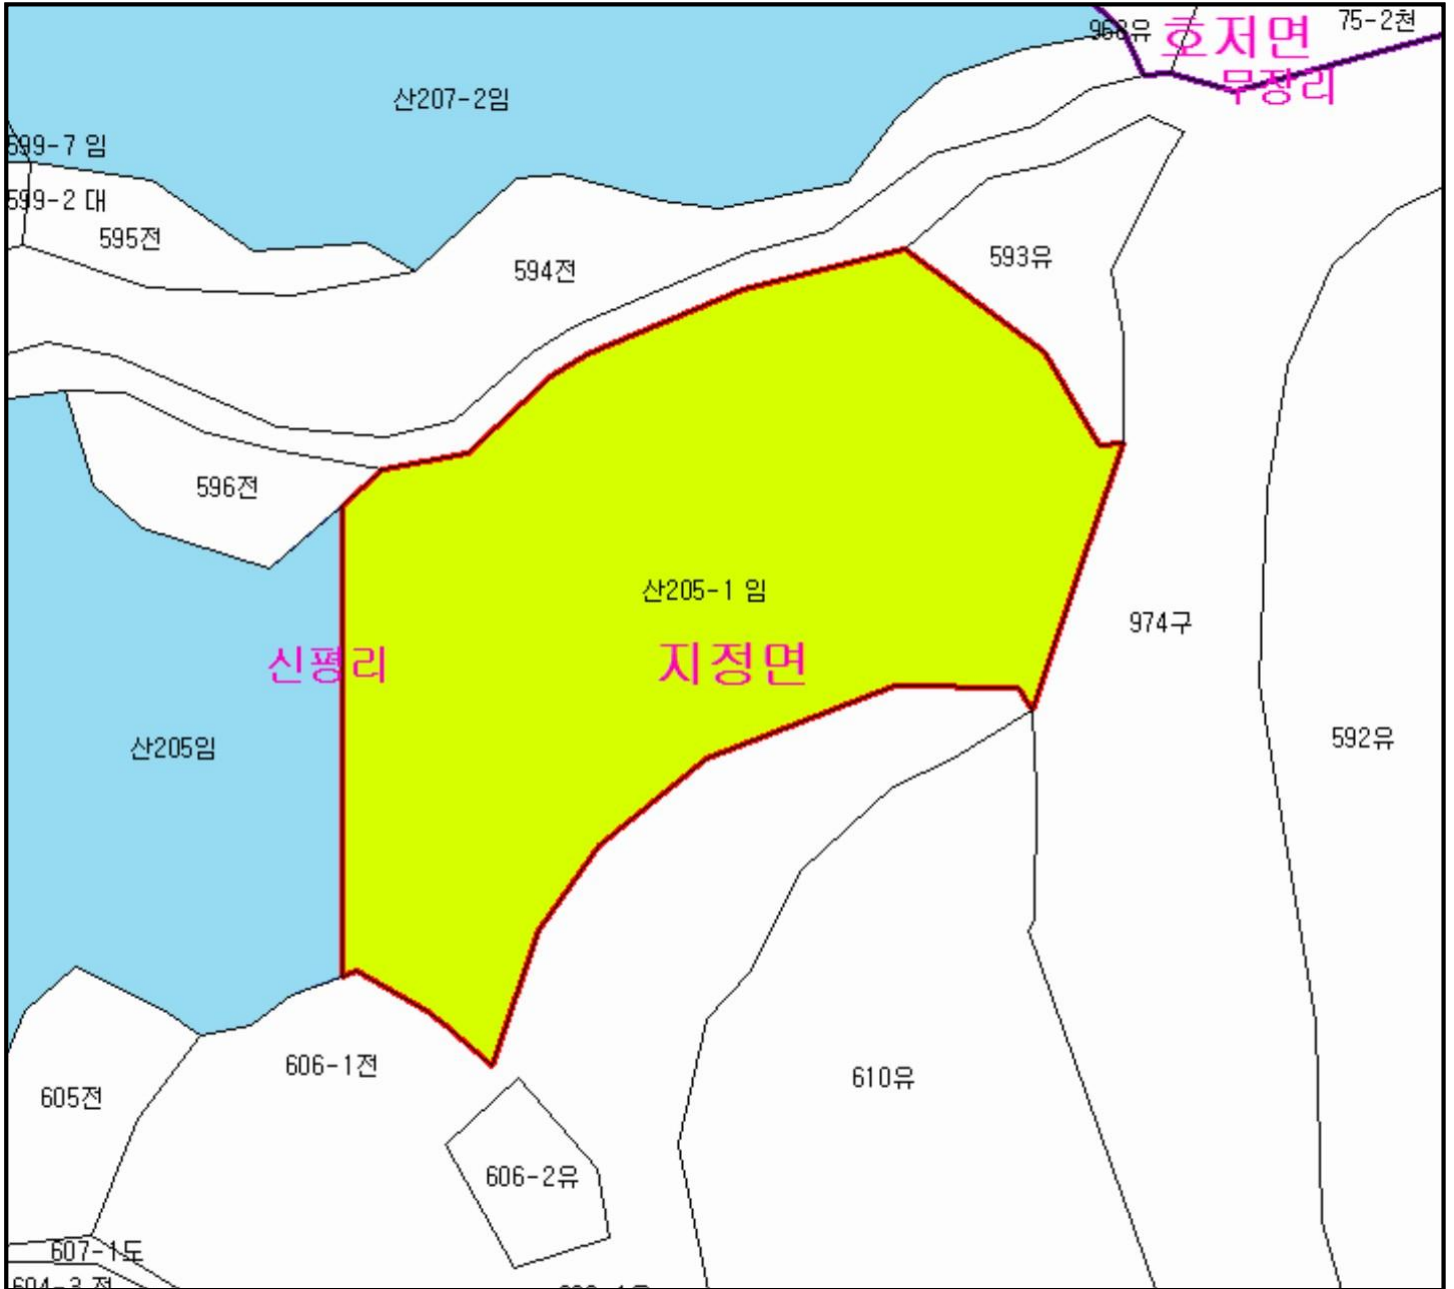 75-2천
호저면
무장리
산207-2임
599-7 임
599-2 대
595전
594전
593유
596전
산205-1 임
974구
신평리
지정면
592유
산205임
606-1전
610유
605전
606-2유
607-1도
604-3 전